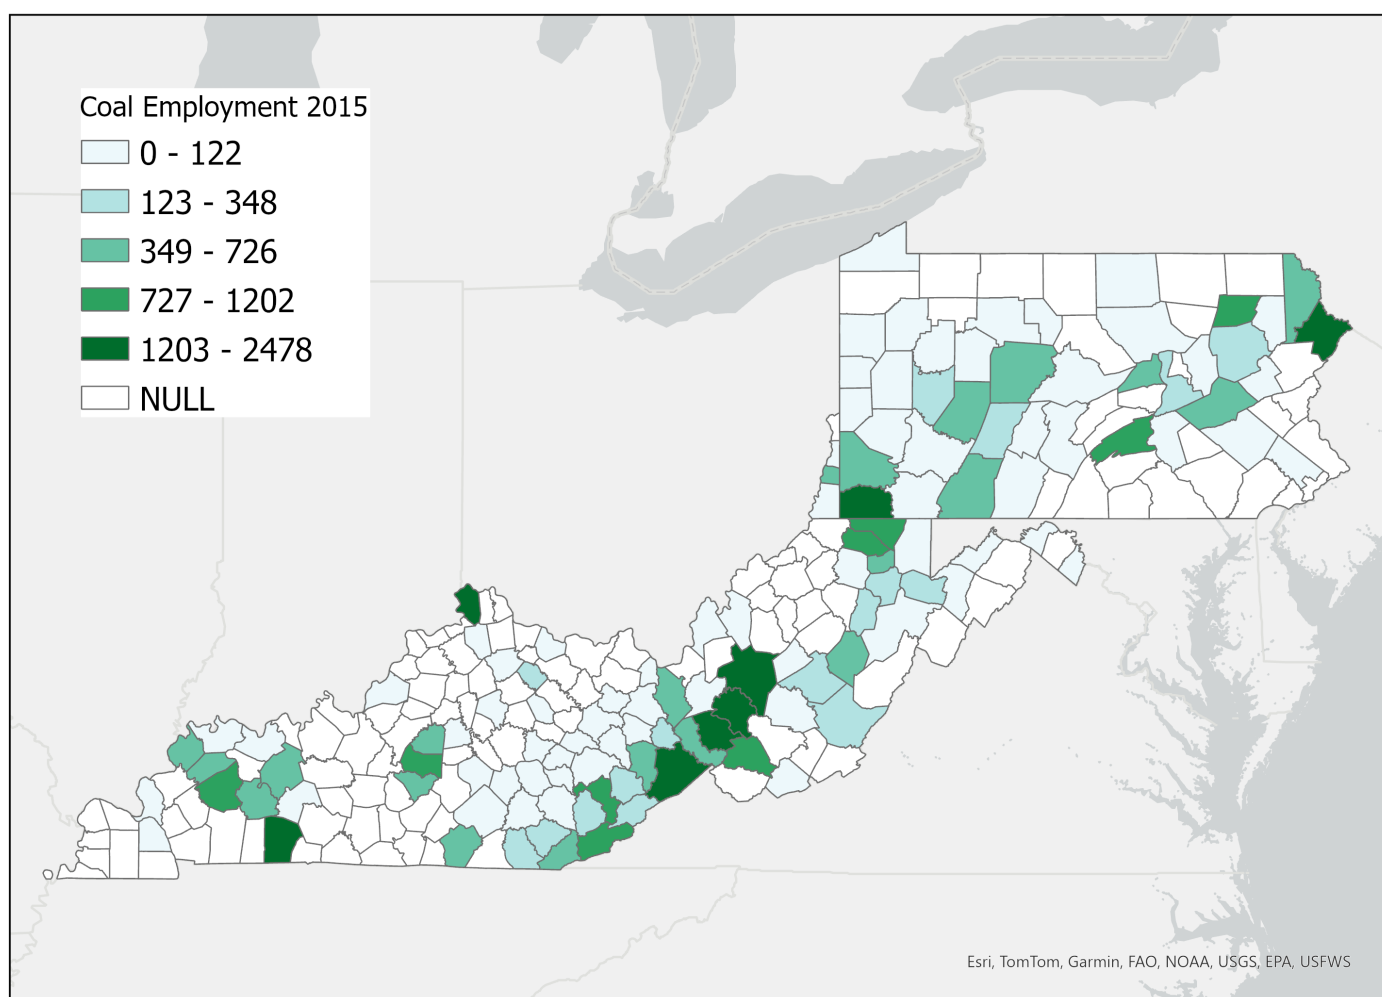 Coal Employment 2015
0 - 122
123 - 348
349 - 726
727 - 1202
1203 - 2478
NULL
Esri, TomTom, Garmin, FAO, NOAA, USGS, EPA, USFWS